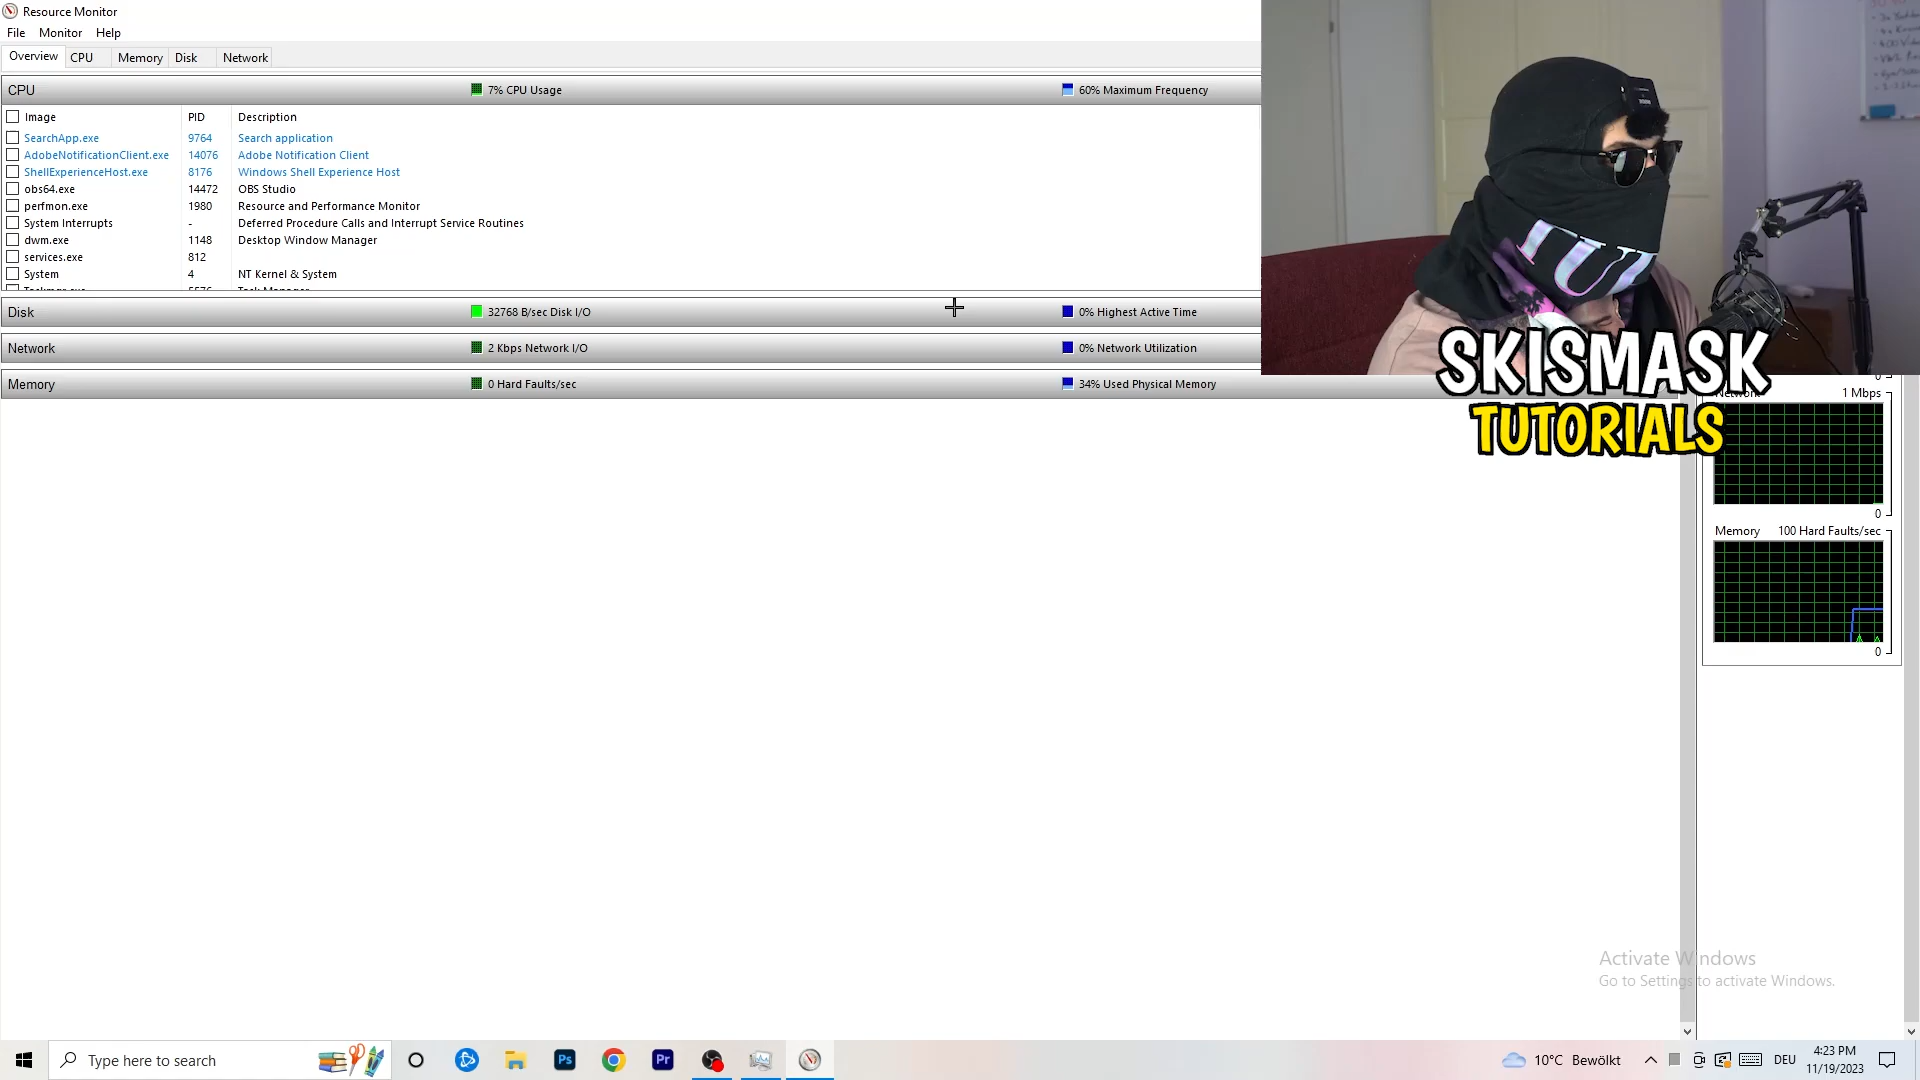 Resource Monitor
File Monitor Help
Overview CPU Memory Disk Network
CPU 7% CPU Usage 60% Maximum Frequency
Image PID Description
SearchApp.exe 9764 Search application
AdobeNotificationClient.exe 14076 Adobe Notification Client
ShellExperienceHost.exe 8176 Windows Shell Experience Host
obs64.exe 14472 OBS Studio
perfmon.exe 1980 Resource and Performance Monitor
System Interrupts - Deferred Procedure Calls and Interrupt Service Routines
dwm.exe 1148 Desktop Window Manager
services.exe 812
System 4 NT Kernel & System
Disk 32768 B/sec Disk I/O 0% Highest Active Time
Network 2 Kbps Network I/O 0% Network Utilization
Memory 0 Hard Faults/sec 34% Used Physical Memory
SKISMASK
TUTORIALS
Network 1 Mbps
0
Memory 100 Hard Faults/sec
0
Activate Windows
Go to Settings to activate Windows.
Type here to search
Ps
Pr
10°C Bewölkt
DEU
4:23 PM
11/19/2023